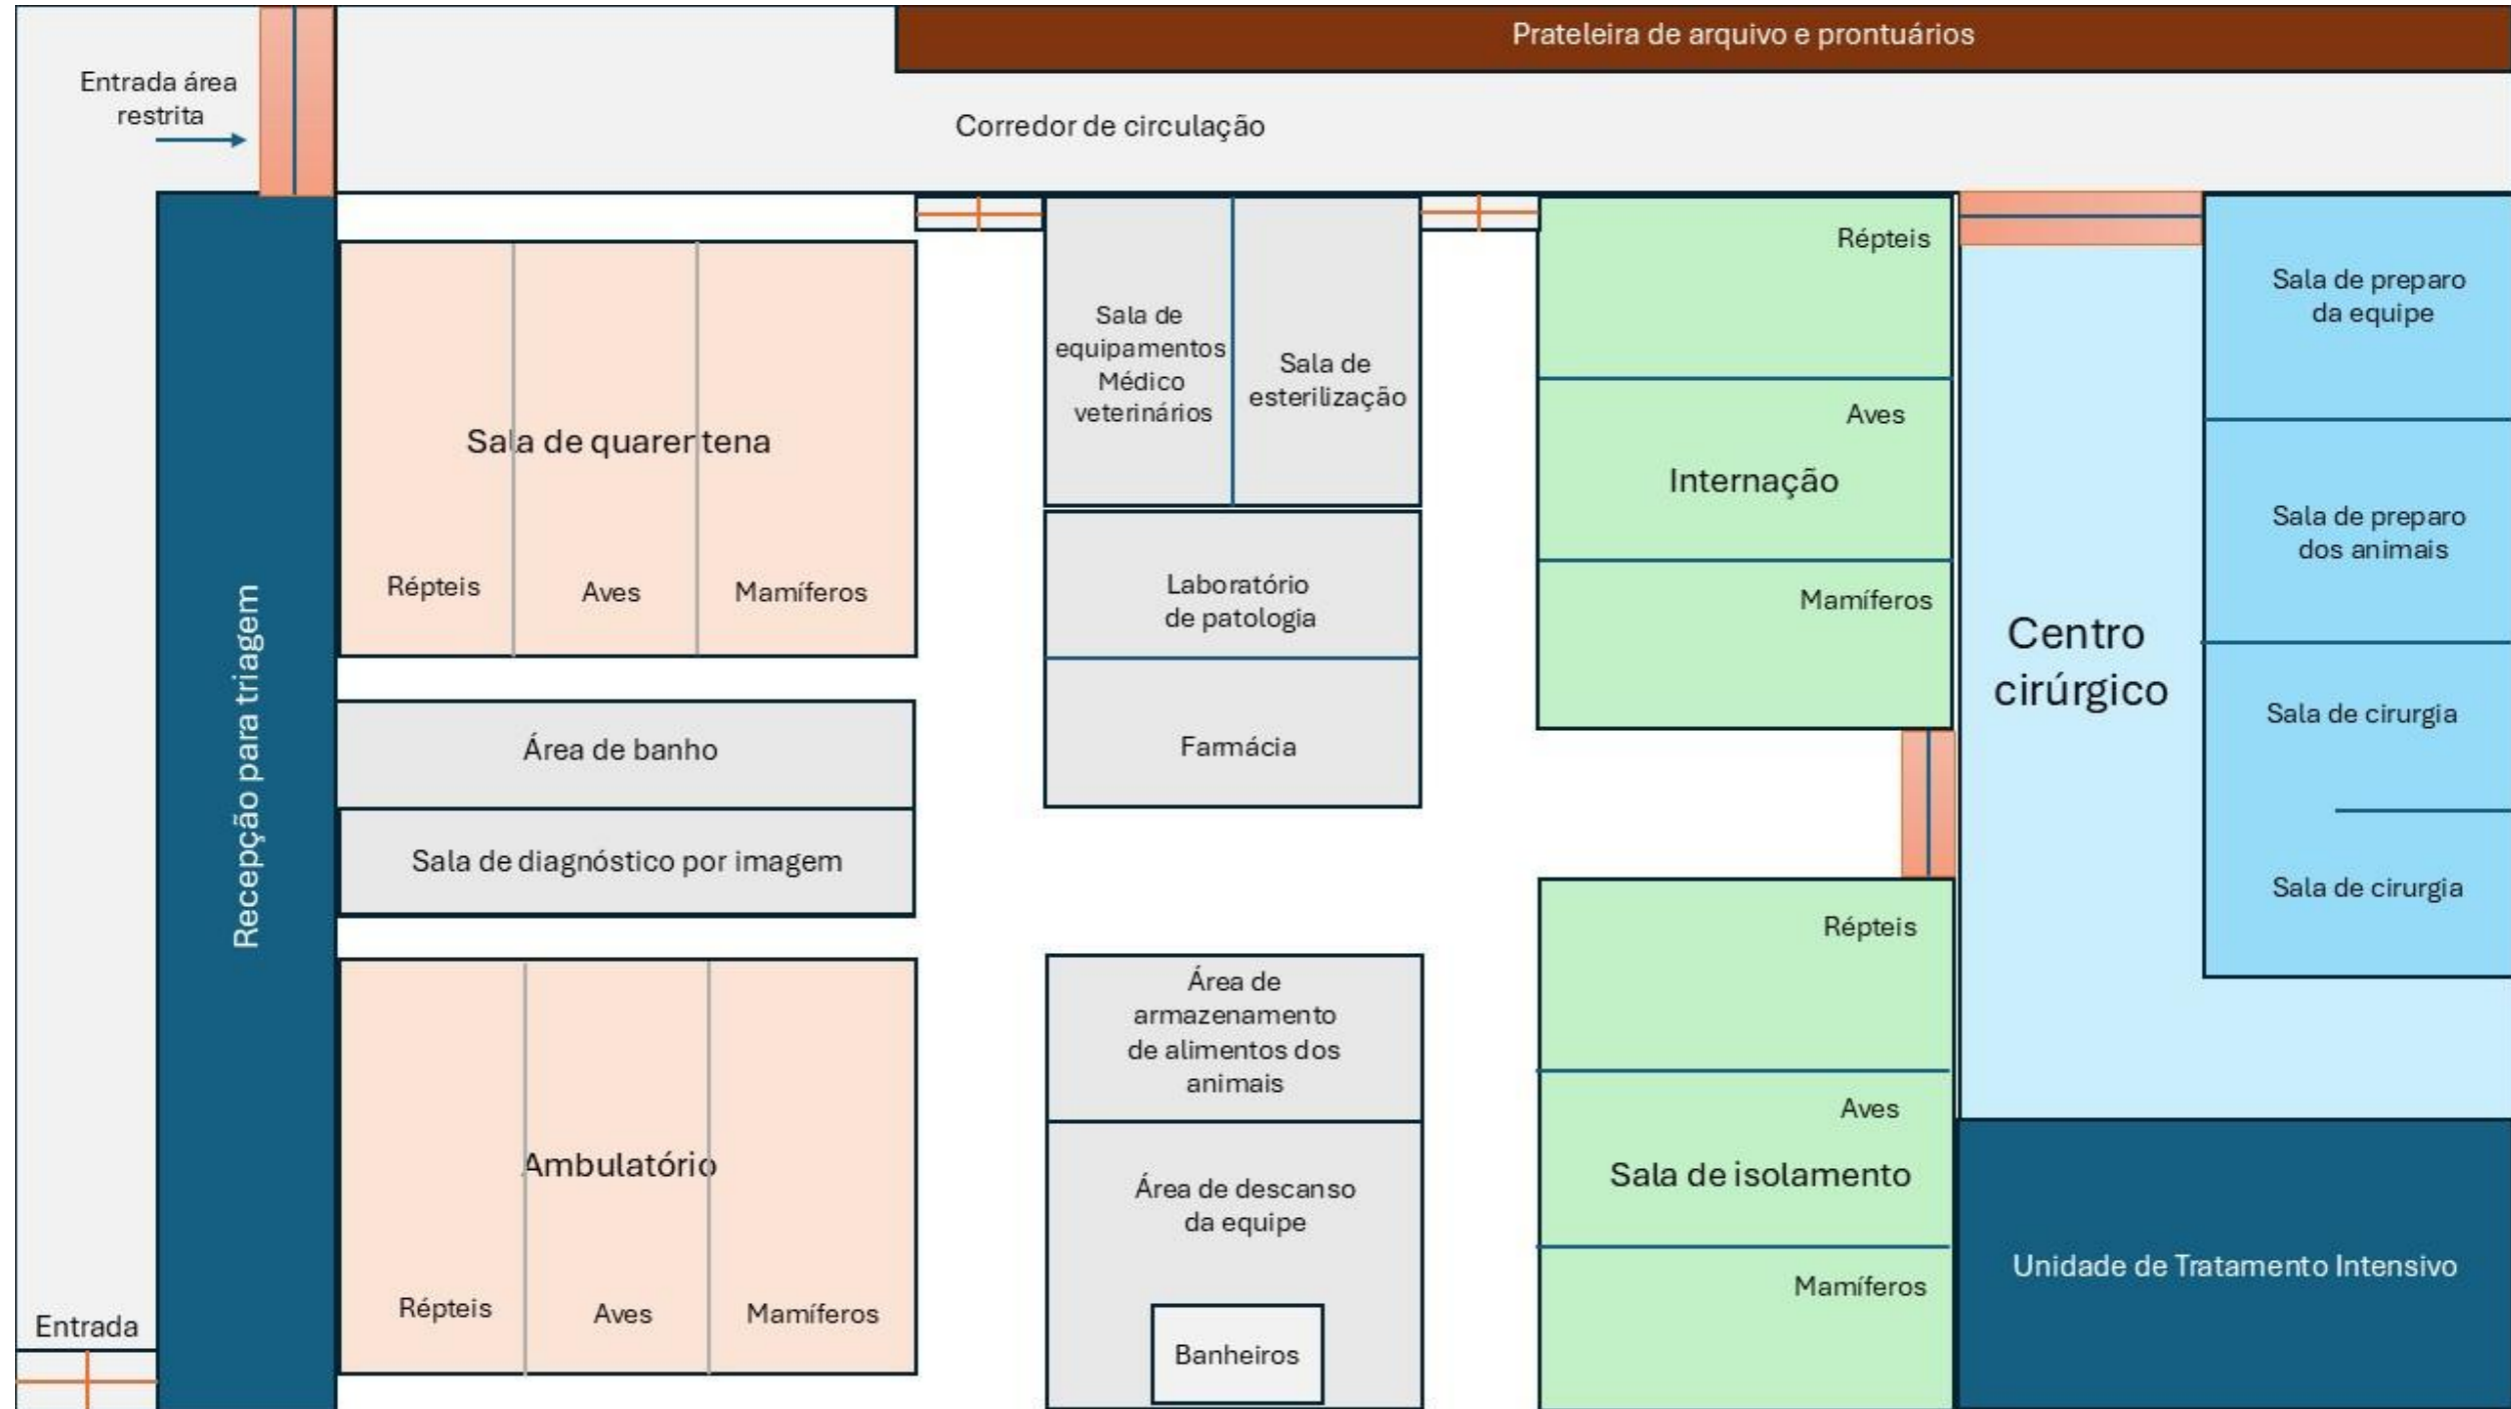 Prateleira de arquivo e prontuários
Entrada área
restrita
Corredor de circulação
Recepção para triagem
Sala de quarentena
Répteis
Aves
Mamíferos
Área de banho
Sala de diagnóstico por imagem
Ambulatório
Répteis
Aves
Mamíferos
Entrada
Sala de
equipamentos
Médico
veterinários
Sala de
esterilização
Laboratório
de patologia
Farmácia
Área de
armazenamento
de alimentos dos
animais
Área de descanso
da equipe
Banheiros
Répteis
Aves
Internação
Mamíferos
Répteis
Aves
Sala de isolamento
Mamíferos
Centro
cirúrgico
Sala de preparo
da equipe
Sala de preparo
dos animais
Sala de cirurgia
Sala de cirurgia
Unidade de Tratamento Intensivo